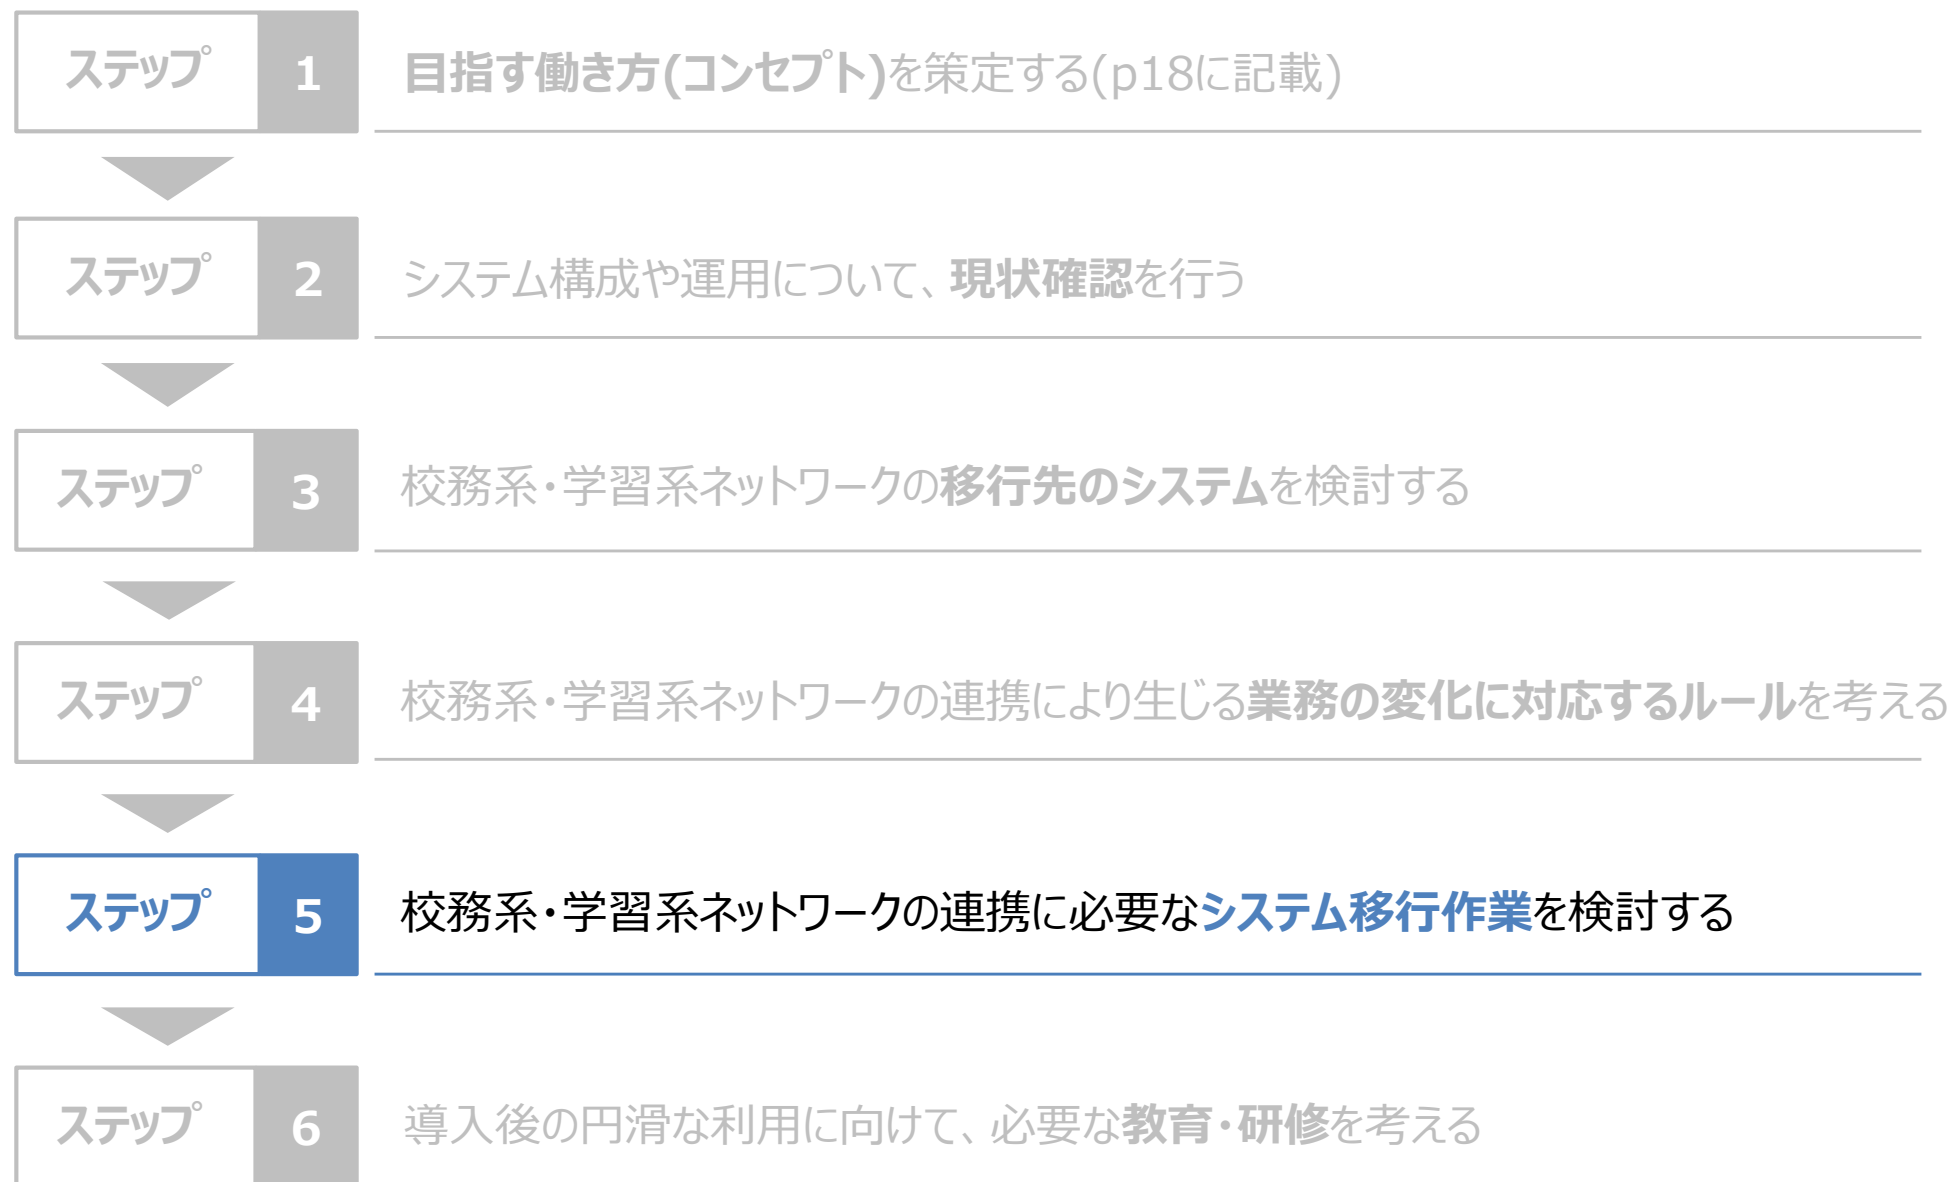 ステップ 1 目指す働き方(コンセプト)を策定する(p18に記載)
ステップ 2 システム構成や運用について、現状確認を行う
ステップ 3 校務系・学習系ネットワークの移行先のシステムを検討する
ステップ 4 校務系・学習系ネットワークの連携により生じる業務の変化に対応するルールを考える
ステップ 5 校務系・学習系ネットワークの連携に必要なシステム移行作業を検討する
ステップ 6 導入後の円滑な利用に向けて、必要な教育・研修を考える